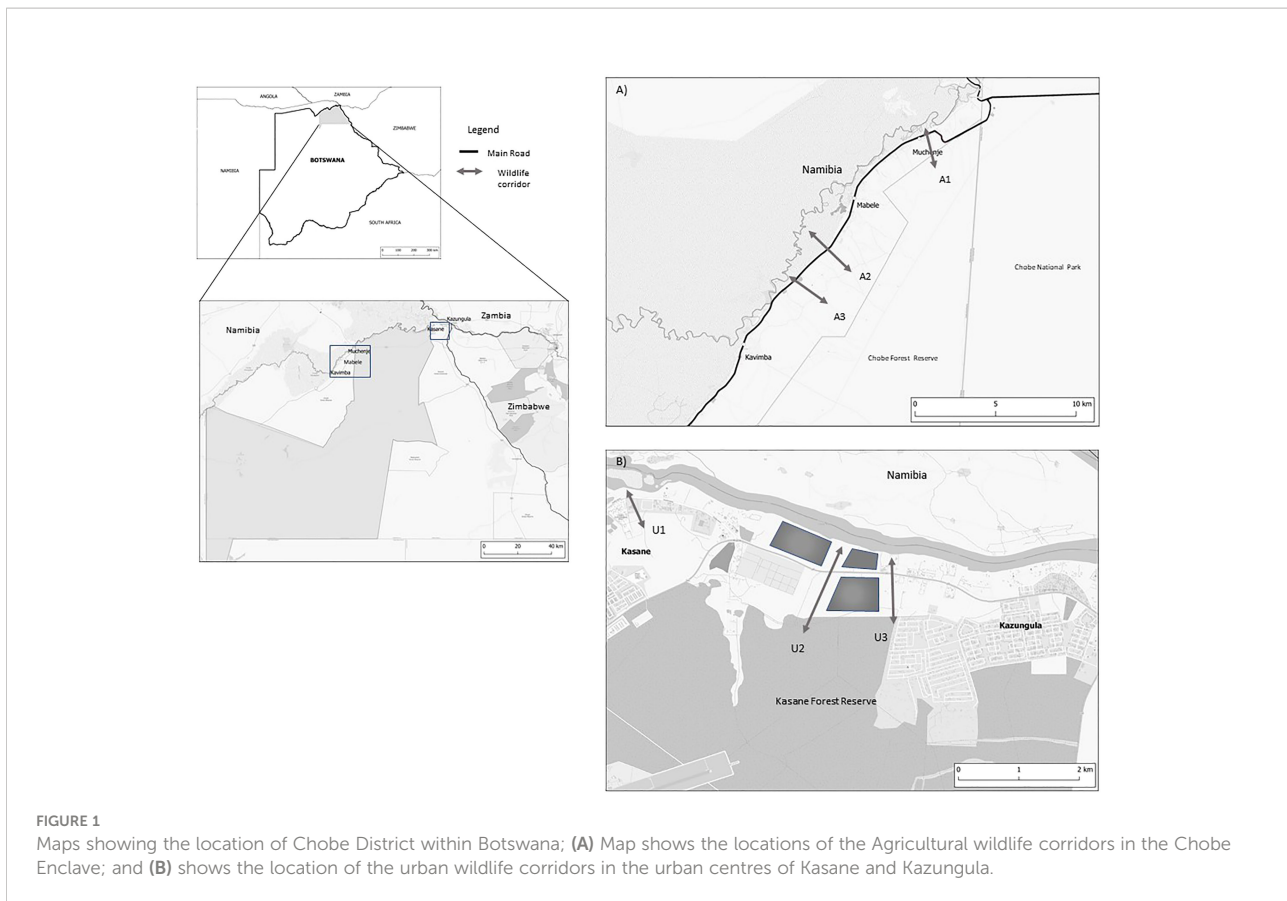 ANGOLA
ZAMBIA
ZIMBABWE
BOTSWANA
NAMIBIA
SOUTH AFRICA
0 100 200 300 km
Legend
Main Road
Wildlife
corridor
Namibia
Kazungula
Zambia
Kasane
Muchenje
Mabele
Kavimba
Zimbabwe
0 20 40 km
A)
Namibia
Muchenje
A1
Mabele
A2
A3
Chobe National Park
Kavimba
Chobe Forest Reserve
0 5 10 km
B)
Namibia
U1
Kasane
U2
U3
Kazungula
Kasane Forest Reserve
0 1 2 km
FIGURE 1
Maps showing the location of Chobe District within Botswana; (A) Map shows the locations of the Agricultural wildlife corridors in the Chobe
Enclave; and (B) shows the location of the urban wildlife corridors in the urban centres of Kasane and Kazungula.